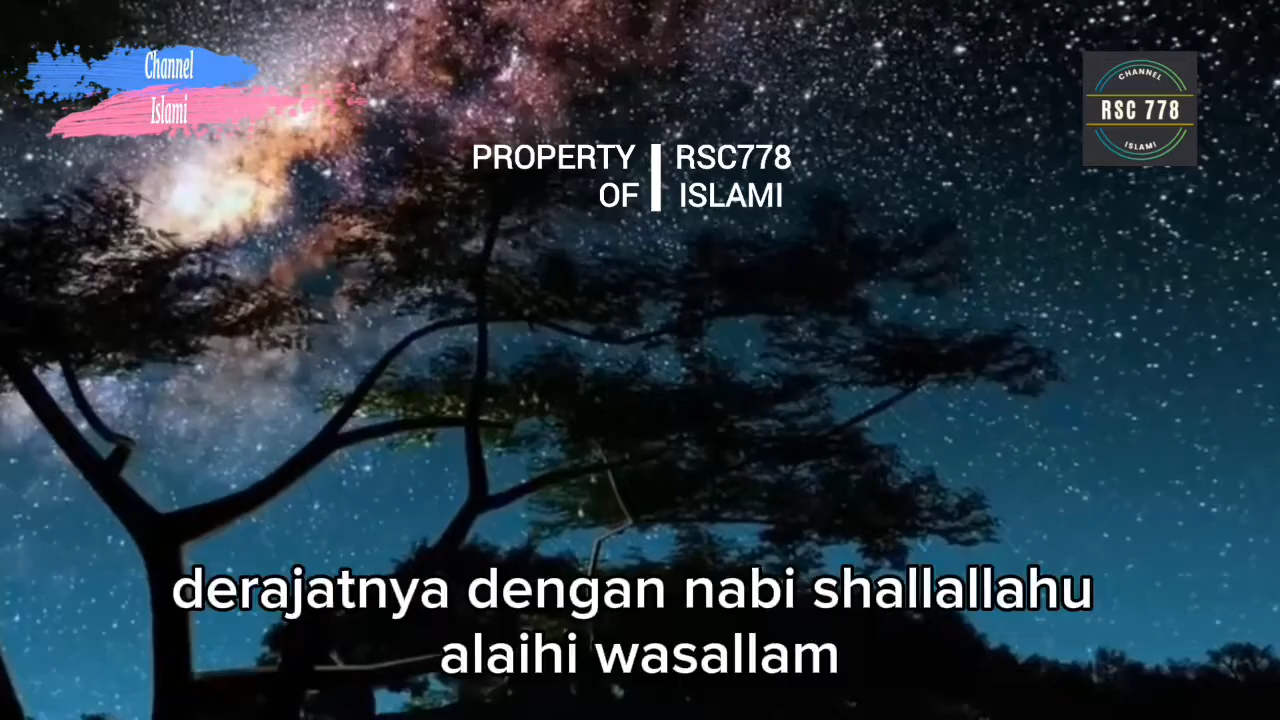 Channel
Islami
CHANNEL
RSC 778
ISLAMI
PROPERTY OF
RSC778 ISLAMI
derajatnya dengan nabi shallallahu
alaihi wasallam